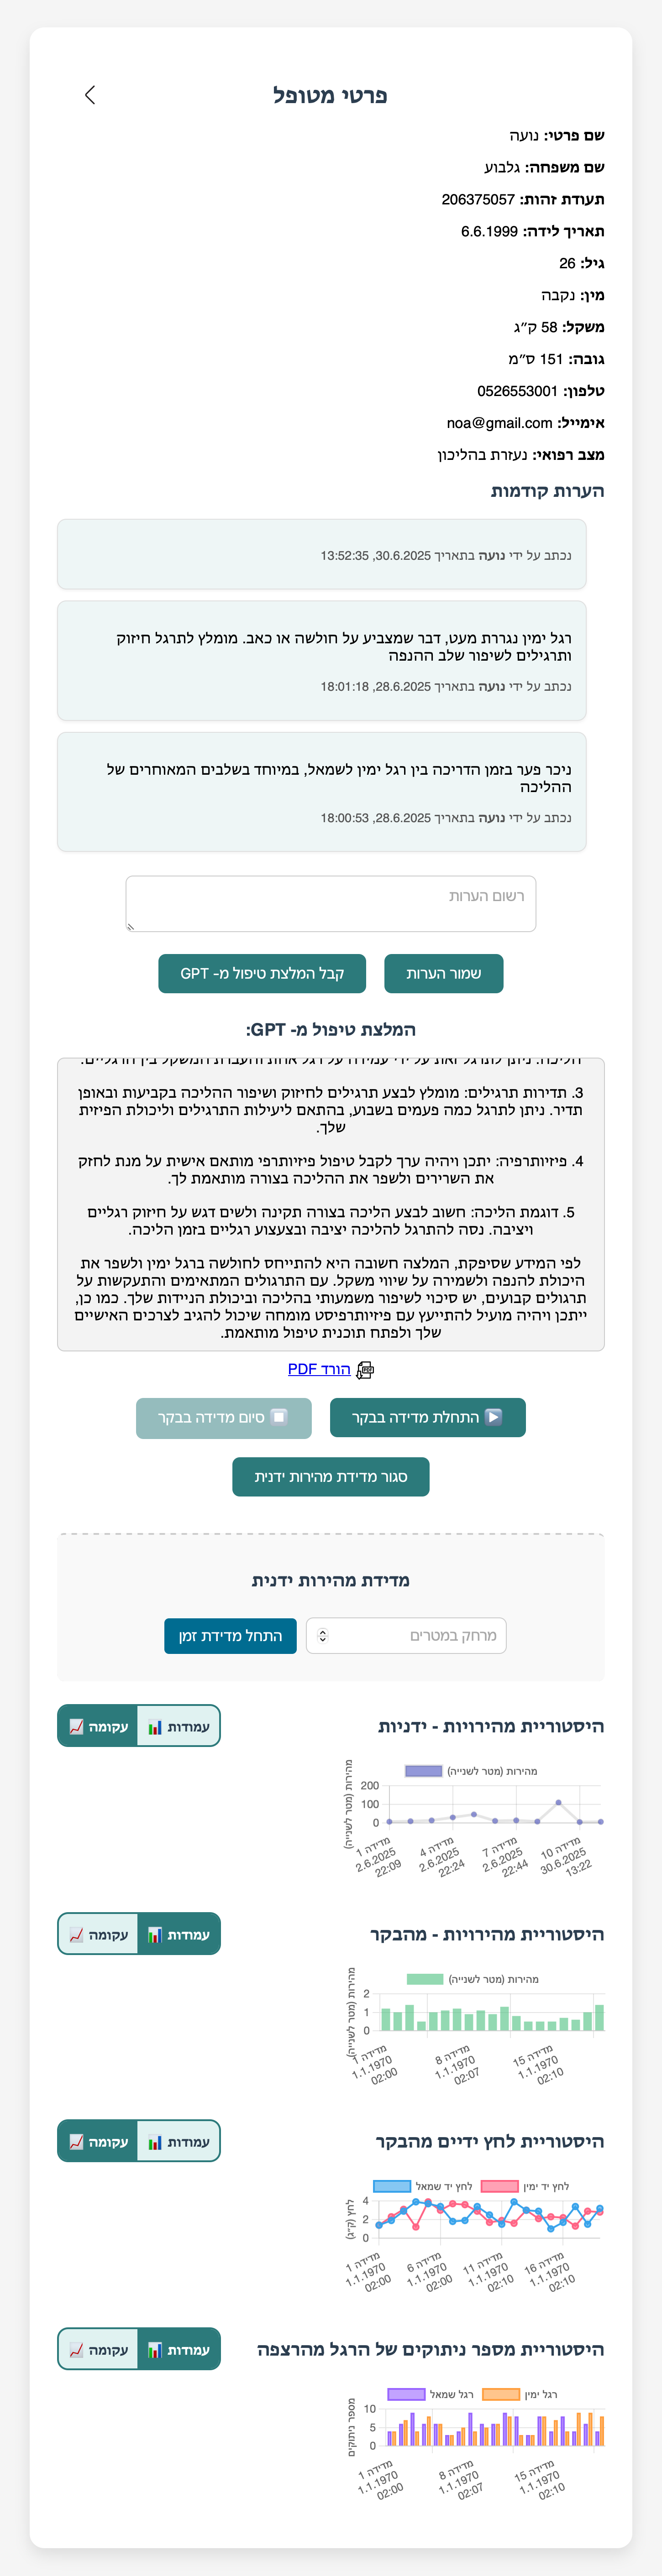 פרטי מטופל
שם פרטי: נועה
שם משפחה: גלבוע
תעודת זהות: 206375057
תאריך לידה: 6.6.1999
גיל: 26
מין: נקבה
משקל: 58 ק״ג
גובה: 151 ס״מ
טלפון: 0526553001
אימייל: noa@gmail.com
מצב רפואי: נעזרת בהליכון
הערות קודמות
נכתב על ידי נועה בתאריך 30.6.2025, 13:52:35
רגל ימין נגררת מעט, דבר שמצביע על חולשה או כאב. מומלץ לתרגל חיזוק
ותרגילים לשיפור שלב ההנפה
נכתב על ידי נועה בתאריך 28.6.2025, 18:01:18
ניכר פער בזמן הדריכה בין רגל ימין לשמאל, במיוחד בשלבים המאוחרים של
ההליכה
נכתב על ידי נועה בתאריך 28.6.2025, 18:00:53
רשום הערות
שמור הערות
קבל המלצת טיפול מ- GPT
המלצת טיפול מ- GPT:
הליכה. ניתן לתרגל זאת על ידי עמידה על רגל אחת והעברת המשקל בין הרגליים.
3. תדירות תרגילים: מומלץ לבצע תרגילים לחיזוק ושיפור ההליכה בקביעות ובאופן
תדיר. ניתן לתרגל כמה פעמים בשבוע, בהתאם ליעילות התרגילים וליכולת הפיזית
שלך.
4. פיזיותרפיה: יתכן ויהיה ערך לקבל טיפול פיזיותרפי מותאם אישית על מנת לחזק
את השרירים ולשפר את ההליכה בצורה מותאמת לך.
5. דוגמת הליכה: חשוב לבצע הליכה בצורה תקינה ולשים דגש על חיזוק רגליים
ויציבה. נסה להתרגל להליכה יציבה ובצעצוע רגליים בזמן הליכה.
לפי המידע שסיפקת, המלצה חשובה היא להתייחס לחולשה ברגל ימין ולשפר את
היכולת להנפה ולשמירה על שיווי משקל. עם התרגולים המתאימים והתעקשות על
תרגולים קבועים, יש סיכוי לשיפור משמעותי בהליכה וביכולת הניידות שלך. כמו כן,
ייתכן ויהיה מועיל להתייעץ עם פיזיותרפיסט מומחה שיכול להגיב לצרכים האישיים
שלך ולפתח תוכנית טיפול מותאמת.
הורד PDF
התחלת מדידה בבקר
סיום מדידה בבקר
סגור מדידת מהירות ידנית
מדידת מהירות ידנית
מרחק במטרים
התחל מדידת זמן
היסטוריית מהירויות - ידניות
עמודות
עקומה
מהירות (מטר לשנייה)
מהירות (מטר לשנייה)
200
100
0
מדידה 1
2.6.2025
22:09
מדידה 4
2.6.2025
22:24
מדידה 7
2.6.2025
22:44
מדידה 10
30.6.2025
13:22
היסטוריית מהירויות - מהבקר
עמודות
עקומה
מהירות (מטר לשנייה)
מהירות (מטר לשנייה)
2
1
0
מדידה 1
1.1.1970
02:00
מדידה 8
1.1.1970
02:07
מדידה 15
1.1.1970
02:10
היסטוריית לחץ ידיים מהבקר
עמודות
עקומה
לחץ יד ימין
לחץ יד שמאל
לחץ (ק״ג)
4
2
0
מדידה 1
1.1.1970
02:00
מדידה 6
1.1.1970
02:00
מדידה 11
1.1.1970
02:10
מדידה 16
1.1.1970
02:10
היסטוריית מספר ניתוקים של הרגל מהרצפה
עמודות
עקומה
רגל ימין
רגל שמאל
מספר ניתוקים
10
5
0
מדידה 1
1.1.1970
02:00
מדידה 8
1.1.1970
02:07
מדידה 15
1.1.1970
02:10